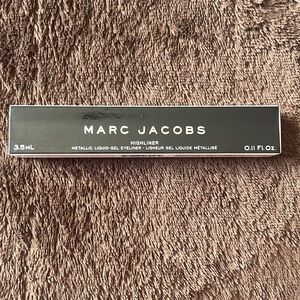 MARC JACOBS
HIGHLINER
3.5ML METALLIC LIQUID-GEL EYELINER • LIGNEUR GEL LIQUIDE MÉTALLISÉ 0.11 Fl.Oz.